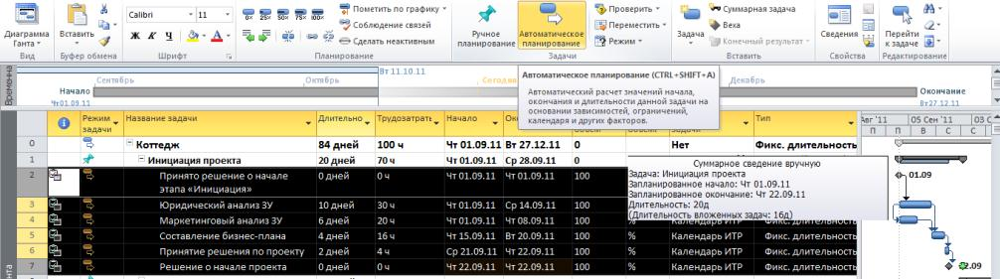 Calibri 11
0% 25% 50% 75% 100%
Пометить по графику
Соблюдение связей
Сделать неактивным
Диаграмма Ганта
Вставить
Ж К Ч
Ручное планирование
Автоматическое планирование
Проверить
Переместить
Режим
Задача
Суммарная задача
Веха
Конечный результат
Сведения
Перейти к задаче
Вид
Буфер обмена
Шрифт
Планирование
Задачи
Вставить
Свойства
Редактирование
Временна
Вт 11.10.11
Сентябрь
Октябрь
Сегодн
Декабрь
Начало
Чт 01.09.11
Окончание
Вт 27.12.11
Автоматическое планирование (CTRL+SHIFT+A)
Автоматический расчет значений начала,
окончания и длительности данной задачи на
основании зависимостей, ограничений,
календаря и других факторов.
Режим задачи
Название задачи
Длительно
Трудозатрать
Начало
Тип
Авг '11
05 Сен '11
П П В С Ч
0 Коттедж 84 дней 100 ч Чт 01.09.11 Вт 27.12.11 0 Нет Фикс. длительность
1 Инициация проекта 20 дней 70 ч Чт 01.09.11 Ср 28.09.11 0
2 Принято решение о начале этапа «Инициация» 0 дней 0 ч Чт 01.09.11 Чт 01.09.11 100
01.09
Суммарное сведение вручную
Задача: Инициация проекта
Запланированное начало: Чт 01.09.11
Запланированное окончание: Чт 22.09.11
Длительность: 20д
(Длительность вложенных задач: 16д)
3 Юридический анализ ЗУ 10 дней 30 ч Чт 01.09.11 Ср 14.09.11 100
4 Маркетинговый анализ ЗУ 6 дней 20 ч Чт 01.09.11 Чт 08.09.11 100 % Календарь ИТР Фикс. длительность
5 Составление бизнес-плана 4 дней 16 ч Чт 15.09.11 Вт 20.09.11 100 % Календарь ИТР Фикс. длительность
6 Принятие решения по проекту 2 дней 4 ч Ср 21.09.11 Чт 22.09.11 100 % Календарь ИТР Фикс. длительность
7 Решение о начале проекта 0 дней 0 ч Чт 22.09.11 Чт 22.09.11 100 % Календарь ИТР Фикс. длительность
22.09